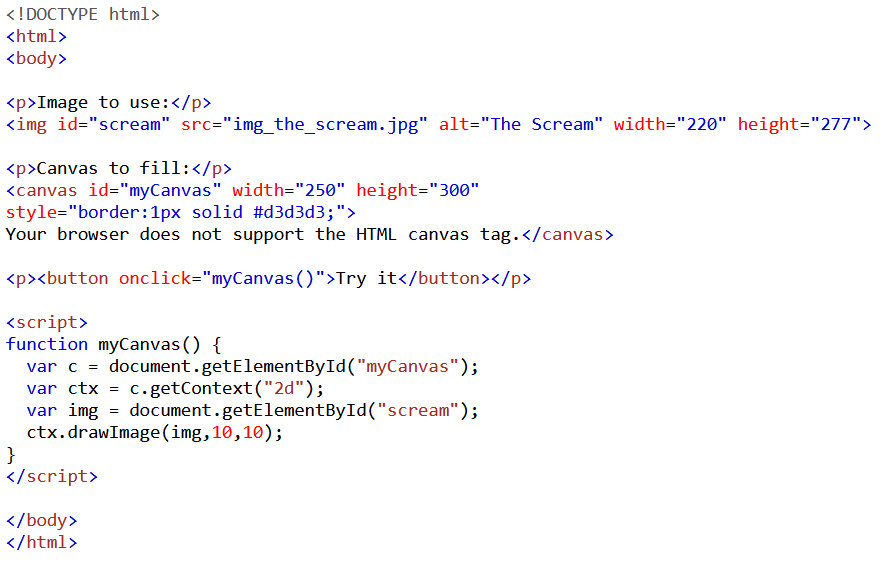 <!DOCTYPE html>
<html>
<body>
<p>Image to use:</p>
<img id="scream" src="img_the_scream.jpg" alt="The Scream" width="220" height="277">
<p>Canvas to fill:</p>
<canvas id="myCanvas" width="250" height="300"
style="border:1px solid #d3d3d3;">
Your browser does not support the HTML canvas tag.</canvas>
<p><button onclick="myCanvas()">Try it</button></p>
<script>
function myCanvas() {
  var c = document.getElementById("myCanvas");
  var ctx = c.getContext("2d");
  var img = document.getElementById("scream");
  ctx.drawImage(img,10,10);
}
</script>
</body>
</html>